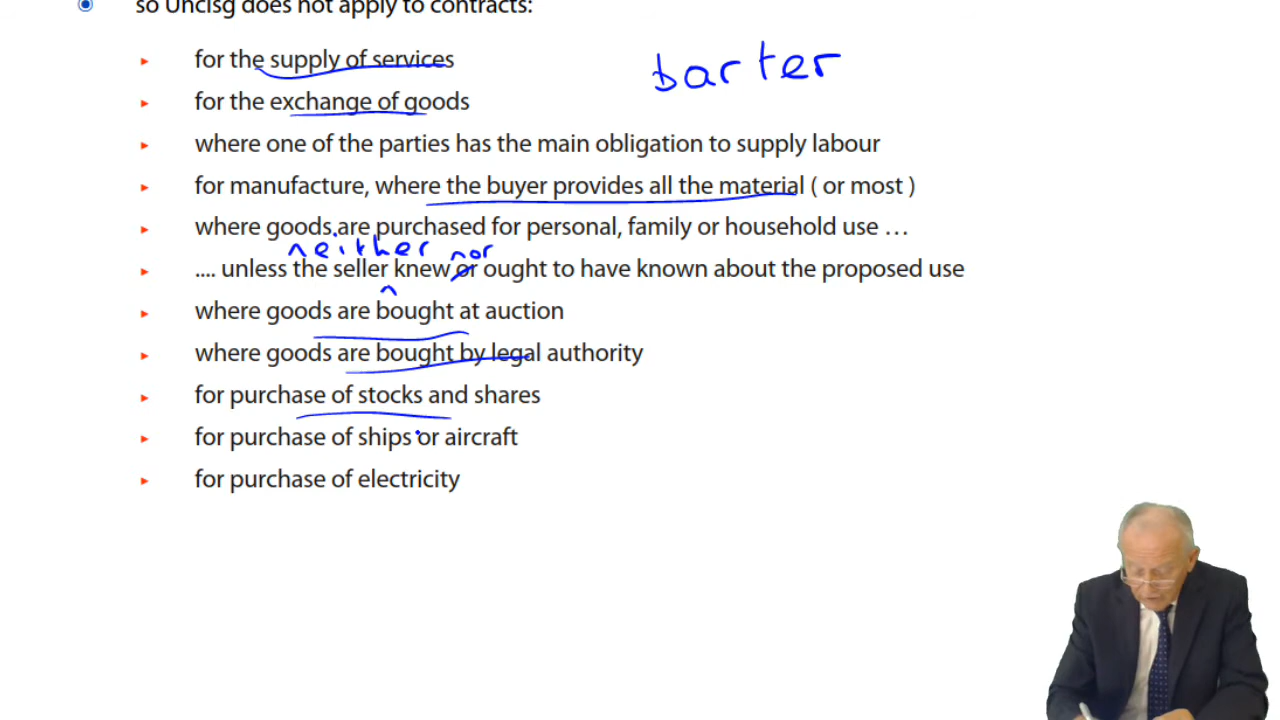 so Uncisg does not apply to contracts:
for the supply of services
barter
for the exchange of goods
where one of the parties has the main obligation to supply labour
for manufacture, where the buyer provides all the material ( or most )
where goods are purchased for personal, family or household use …
neither nor
.... unless the seller knew or ought to have known about the proposed use
where goods are bought at auction
where goods are bought by legal authority
for purchase of stocks and shares
for purchase of ships or aircraft
for purchase of electricity